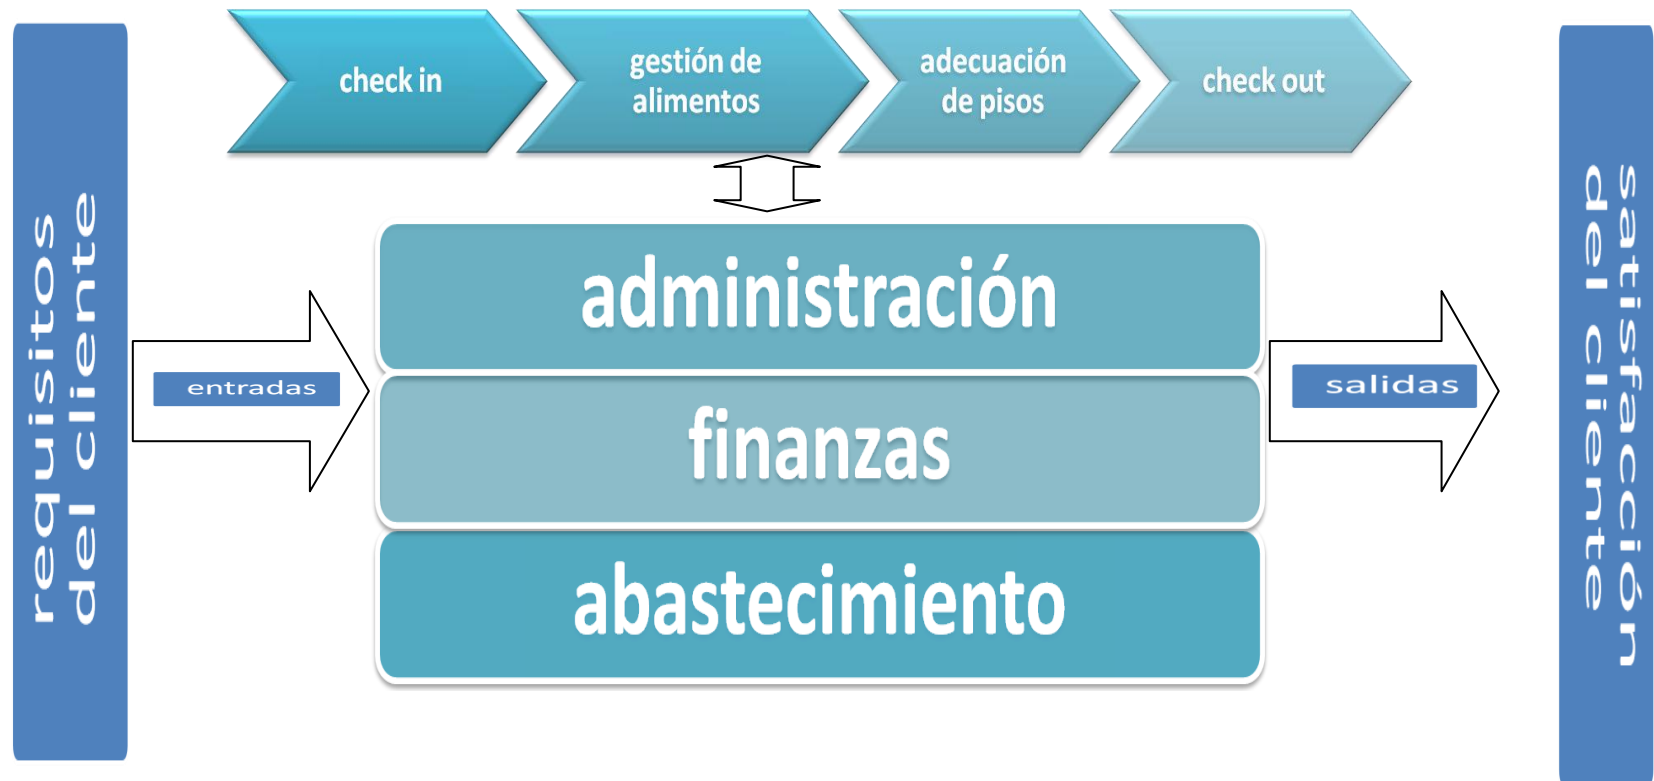 check in
gestión de
alimentos
adecuación
de pisos
check out
requisitos
del cliente
entradas
administración
finanzas
abastecimiento
salidas
satisfacción
del cliente